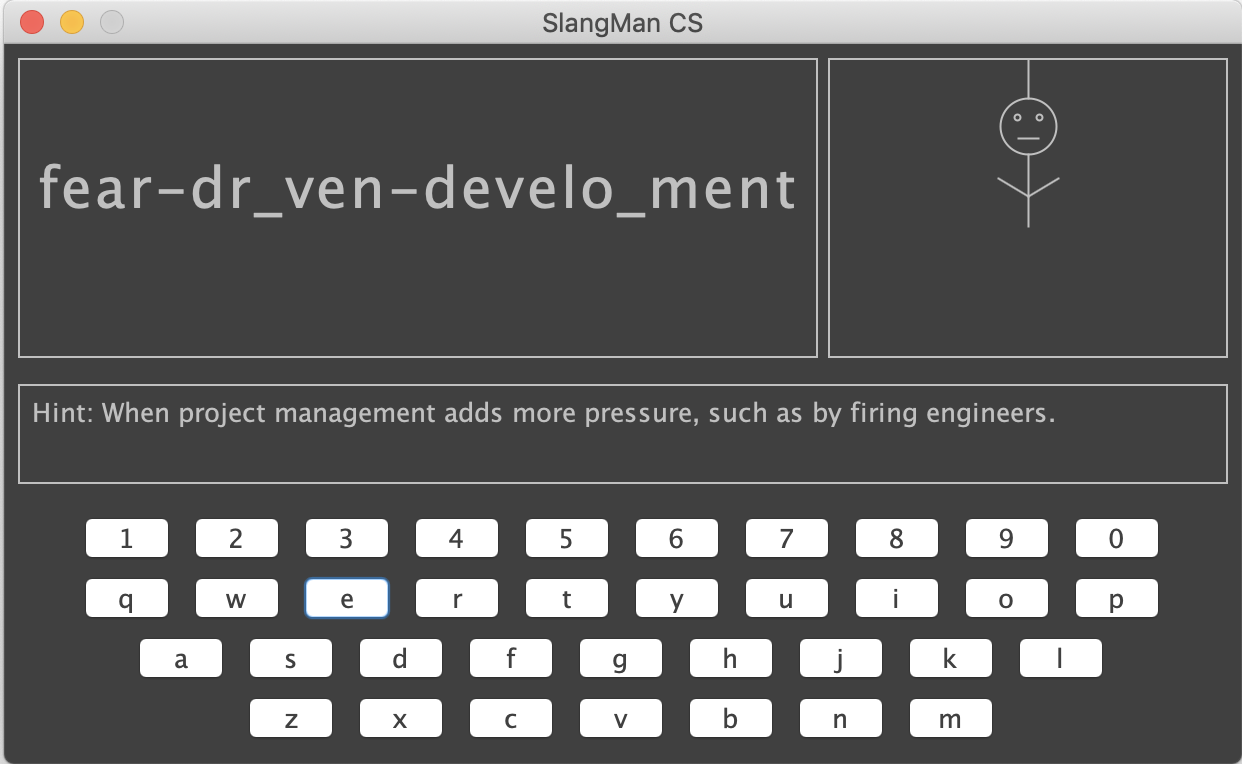 SlangMan CS
fear-dr_ven-develo_ment
Hint: When project management adds more pressure, such as by firing engineers.
1 2 3 4 5 6 7 8 9 0
q w e r t y u i o p
a s d f g h j k l
z x c v b n m